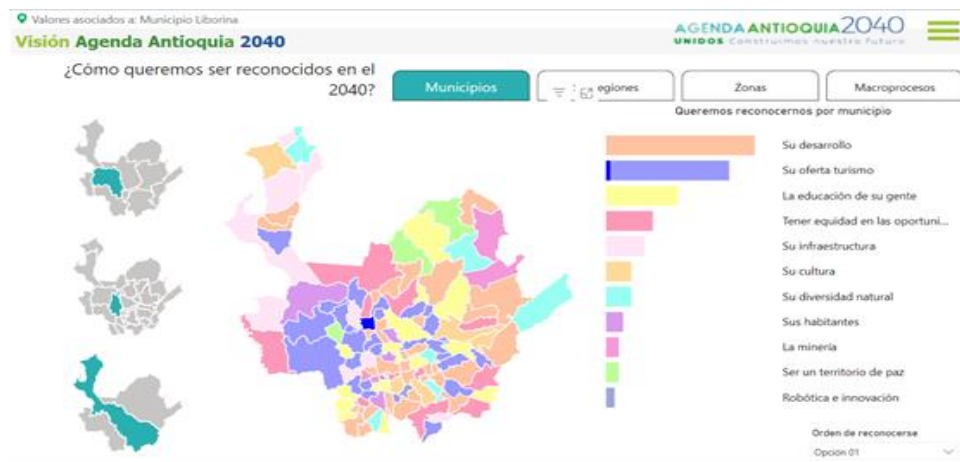 Valores asociados a: Municipio Liborina
Visión Agenda Antioquia 2040
AGENDA ANTIOQUIA 2040
UNIDOS Construimos nuestro futuro
¿Cómo queremos ser reconocidos en el
2040?
Municipios
egiones
Zonas
Macroprocesos
Queremos reconocernos por municipio
Su desarrollo
Su oferta turismo
La educación de su gente
Tener equidad en las oportuni...
Su infraestructura
Su cultura
Su diversidad natural
Sus habitantes
La minería
Ser un territorio de paz
Robótica e innovación
Orden de reconocerse
Opción 01